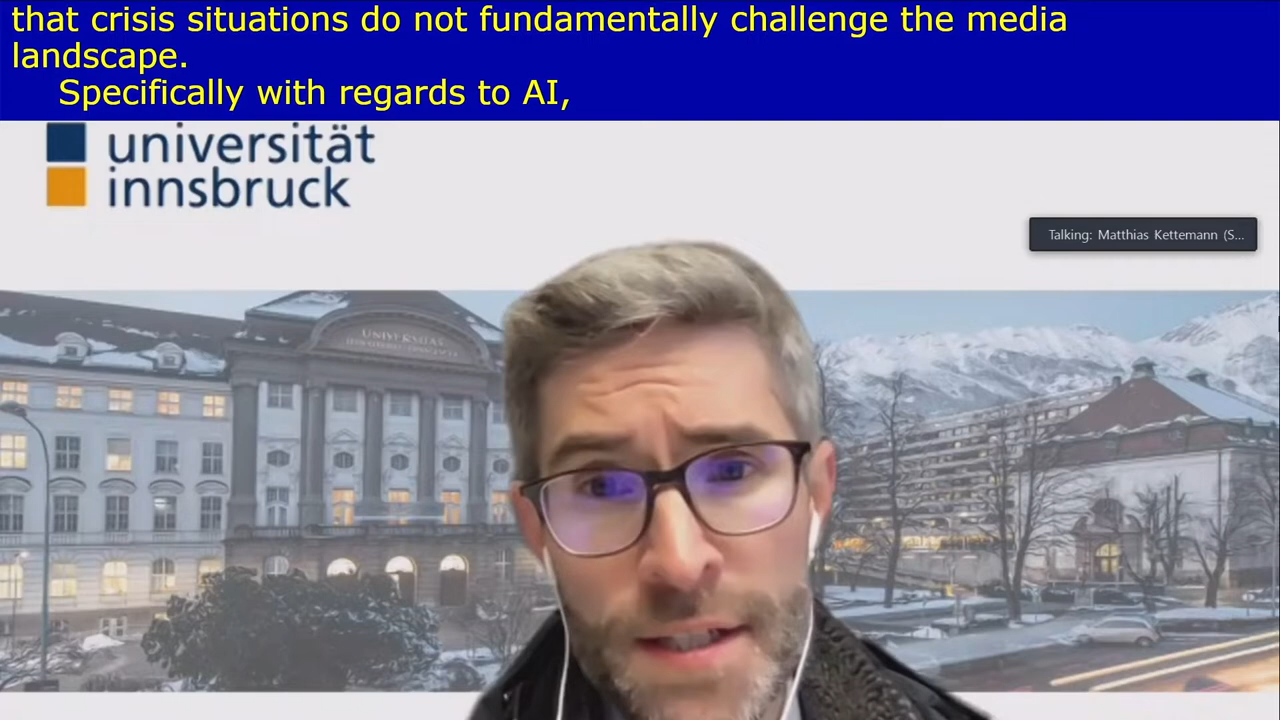 that crisis situations do not fundamentally challenge the media
landscape.
Specifically with regards to AI,
universität
innsbruck
Talking: Matthias Kettemann (S...
UNIVERSITAS